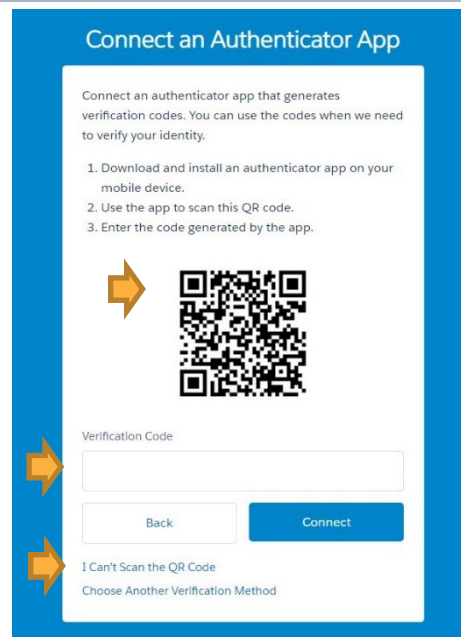 Connect an Authenticator App
Connect an authenticator app that generates
verification codes. You can use the codes when we need
to verify your identity.
1. Download and install an authenticator app on your
mobile device.
2. Use the app to scan this QR code.
3. Enter the code generated by the app.
Verification Code
Back
Connect
I Can't Scan the QR Code
Choose Another Verification Method